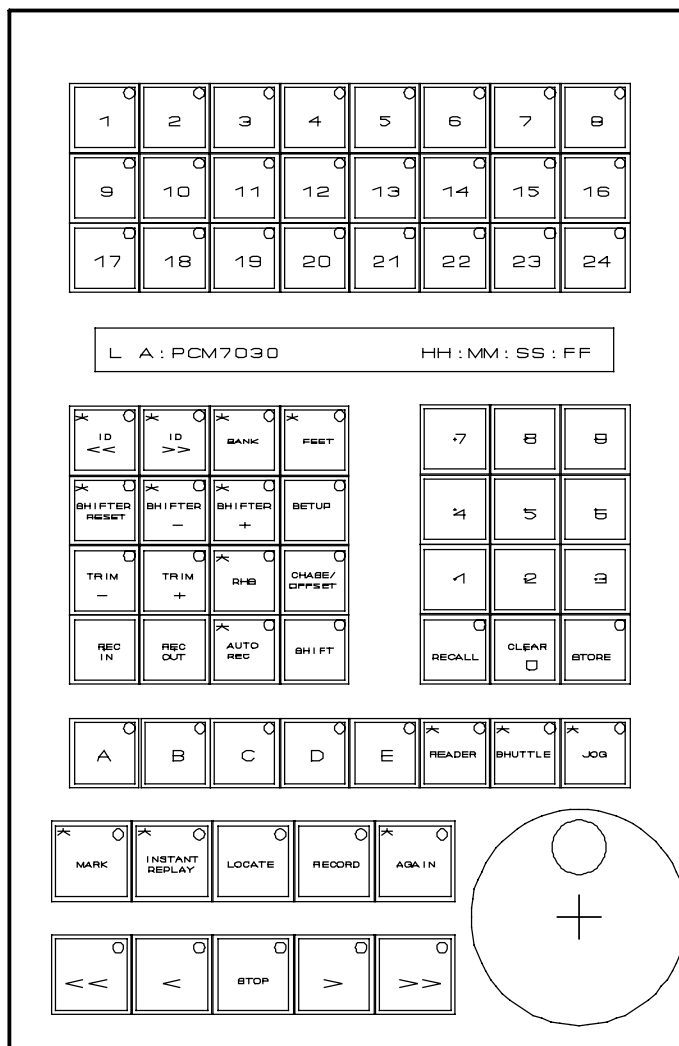 1 2 3 4 5 6 7 8
9 10 11 12 13 14 15 16
17 18 19 20 21 22 23 24
L A:PCM7030 HH:MM:SS:FF
ID << ID >> BANK FEET
SHIFTER RESET SHIFTER - SHIFTER + SETUP
TRIM - TRIM + RHB CHASE/OFFSET
REC IN REC OUT AUTO REC SHIFT
7 8 9
4 5 6
1 2 3
RECALL CLEAR 0 STORE
A B C D E READER SHUTTLE JOG
MARK INSTANT REPLAY LOCATE RECORD AGAIN
<< < STOP > >>